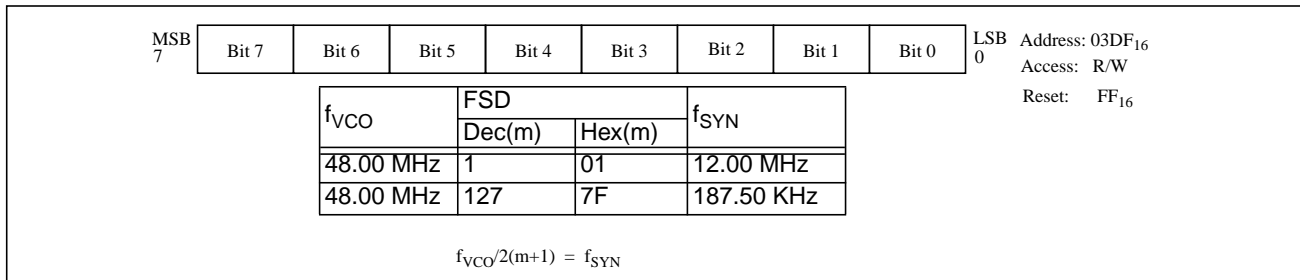 MSB 7 Bit 7 Bit 6 Bit 5 Bit 4 Bit 3 Bit 2 Bit 1 Bit 0 LSB 0
Address: 03DF16
Access: R/W
Reset: FF16
fVCO FSD fSYN
Dec(m) Hex(m)
48.00 MHz 1 01 12.00 MHz
48.00 MHz 127 7F 187.50 KHz
fVCO/2(m+1) = fSYN